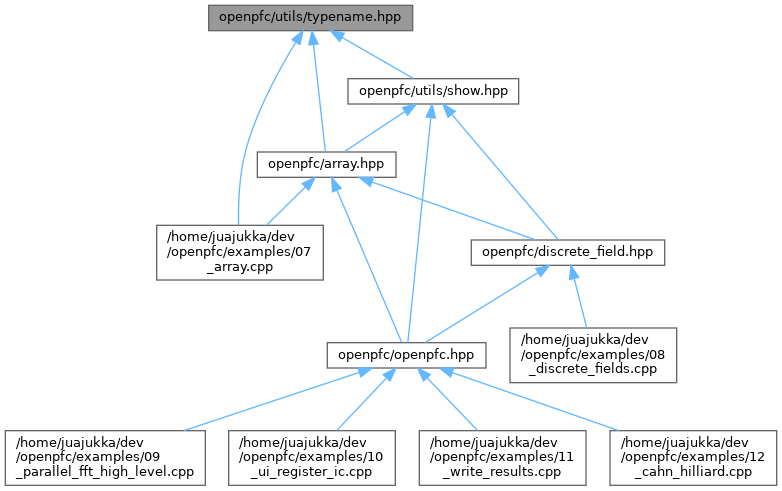 openpfc/utils/typename.hpp
openpfc/utils/show.hpp
openpfc/array.hpp
/home/juajukka/dev
/openpfc/examples/07
_array.cpp
openpfc/discrete_field.hpp
openpfc/openpfc.hpp
/home/juajukka/dev
/openpfc/examples/08
_discrete_fields.cpp
/home/juajukka/dev
/openpfc/examples/09
_parallel_fft_high_level.cpp
/home/juajukka/dev
/openpfc/examples/10
_ui_register_ic.cpp
/home/juajukka/dev
/openpfc/examples/11
_write_results.cpp
/home/juajukka/dev
/openpfc/examples/12
_cahn_hilliard.cpp